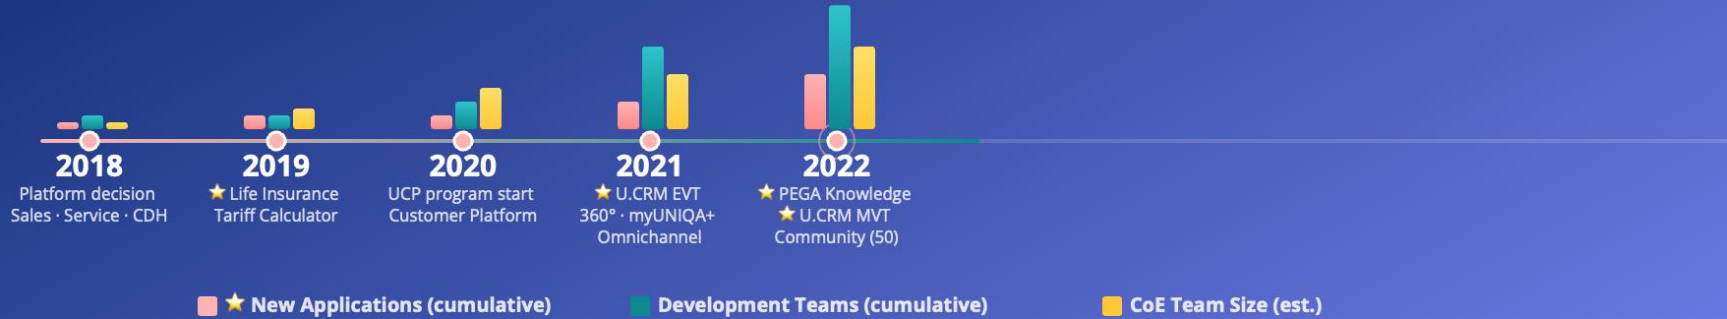 2018
Platform decision
Sales · Service · CDH
2019
⭐ Life Insurance
Tariff Calculator
2020
UCP program start
Customer Platform
2021
⭐ U.CRM EVT
360° · myUNIQA+
Omnichannel
2022
⭐ PEGA Knowledge
⭐ U.CRM MVT
Community (50)
⭐ New Applications (cumulative)
Development Teams (cumulative)
CoE Team Size (est.)